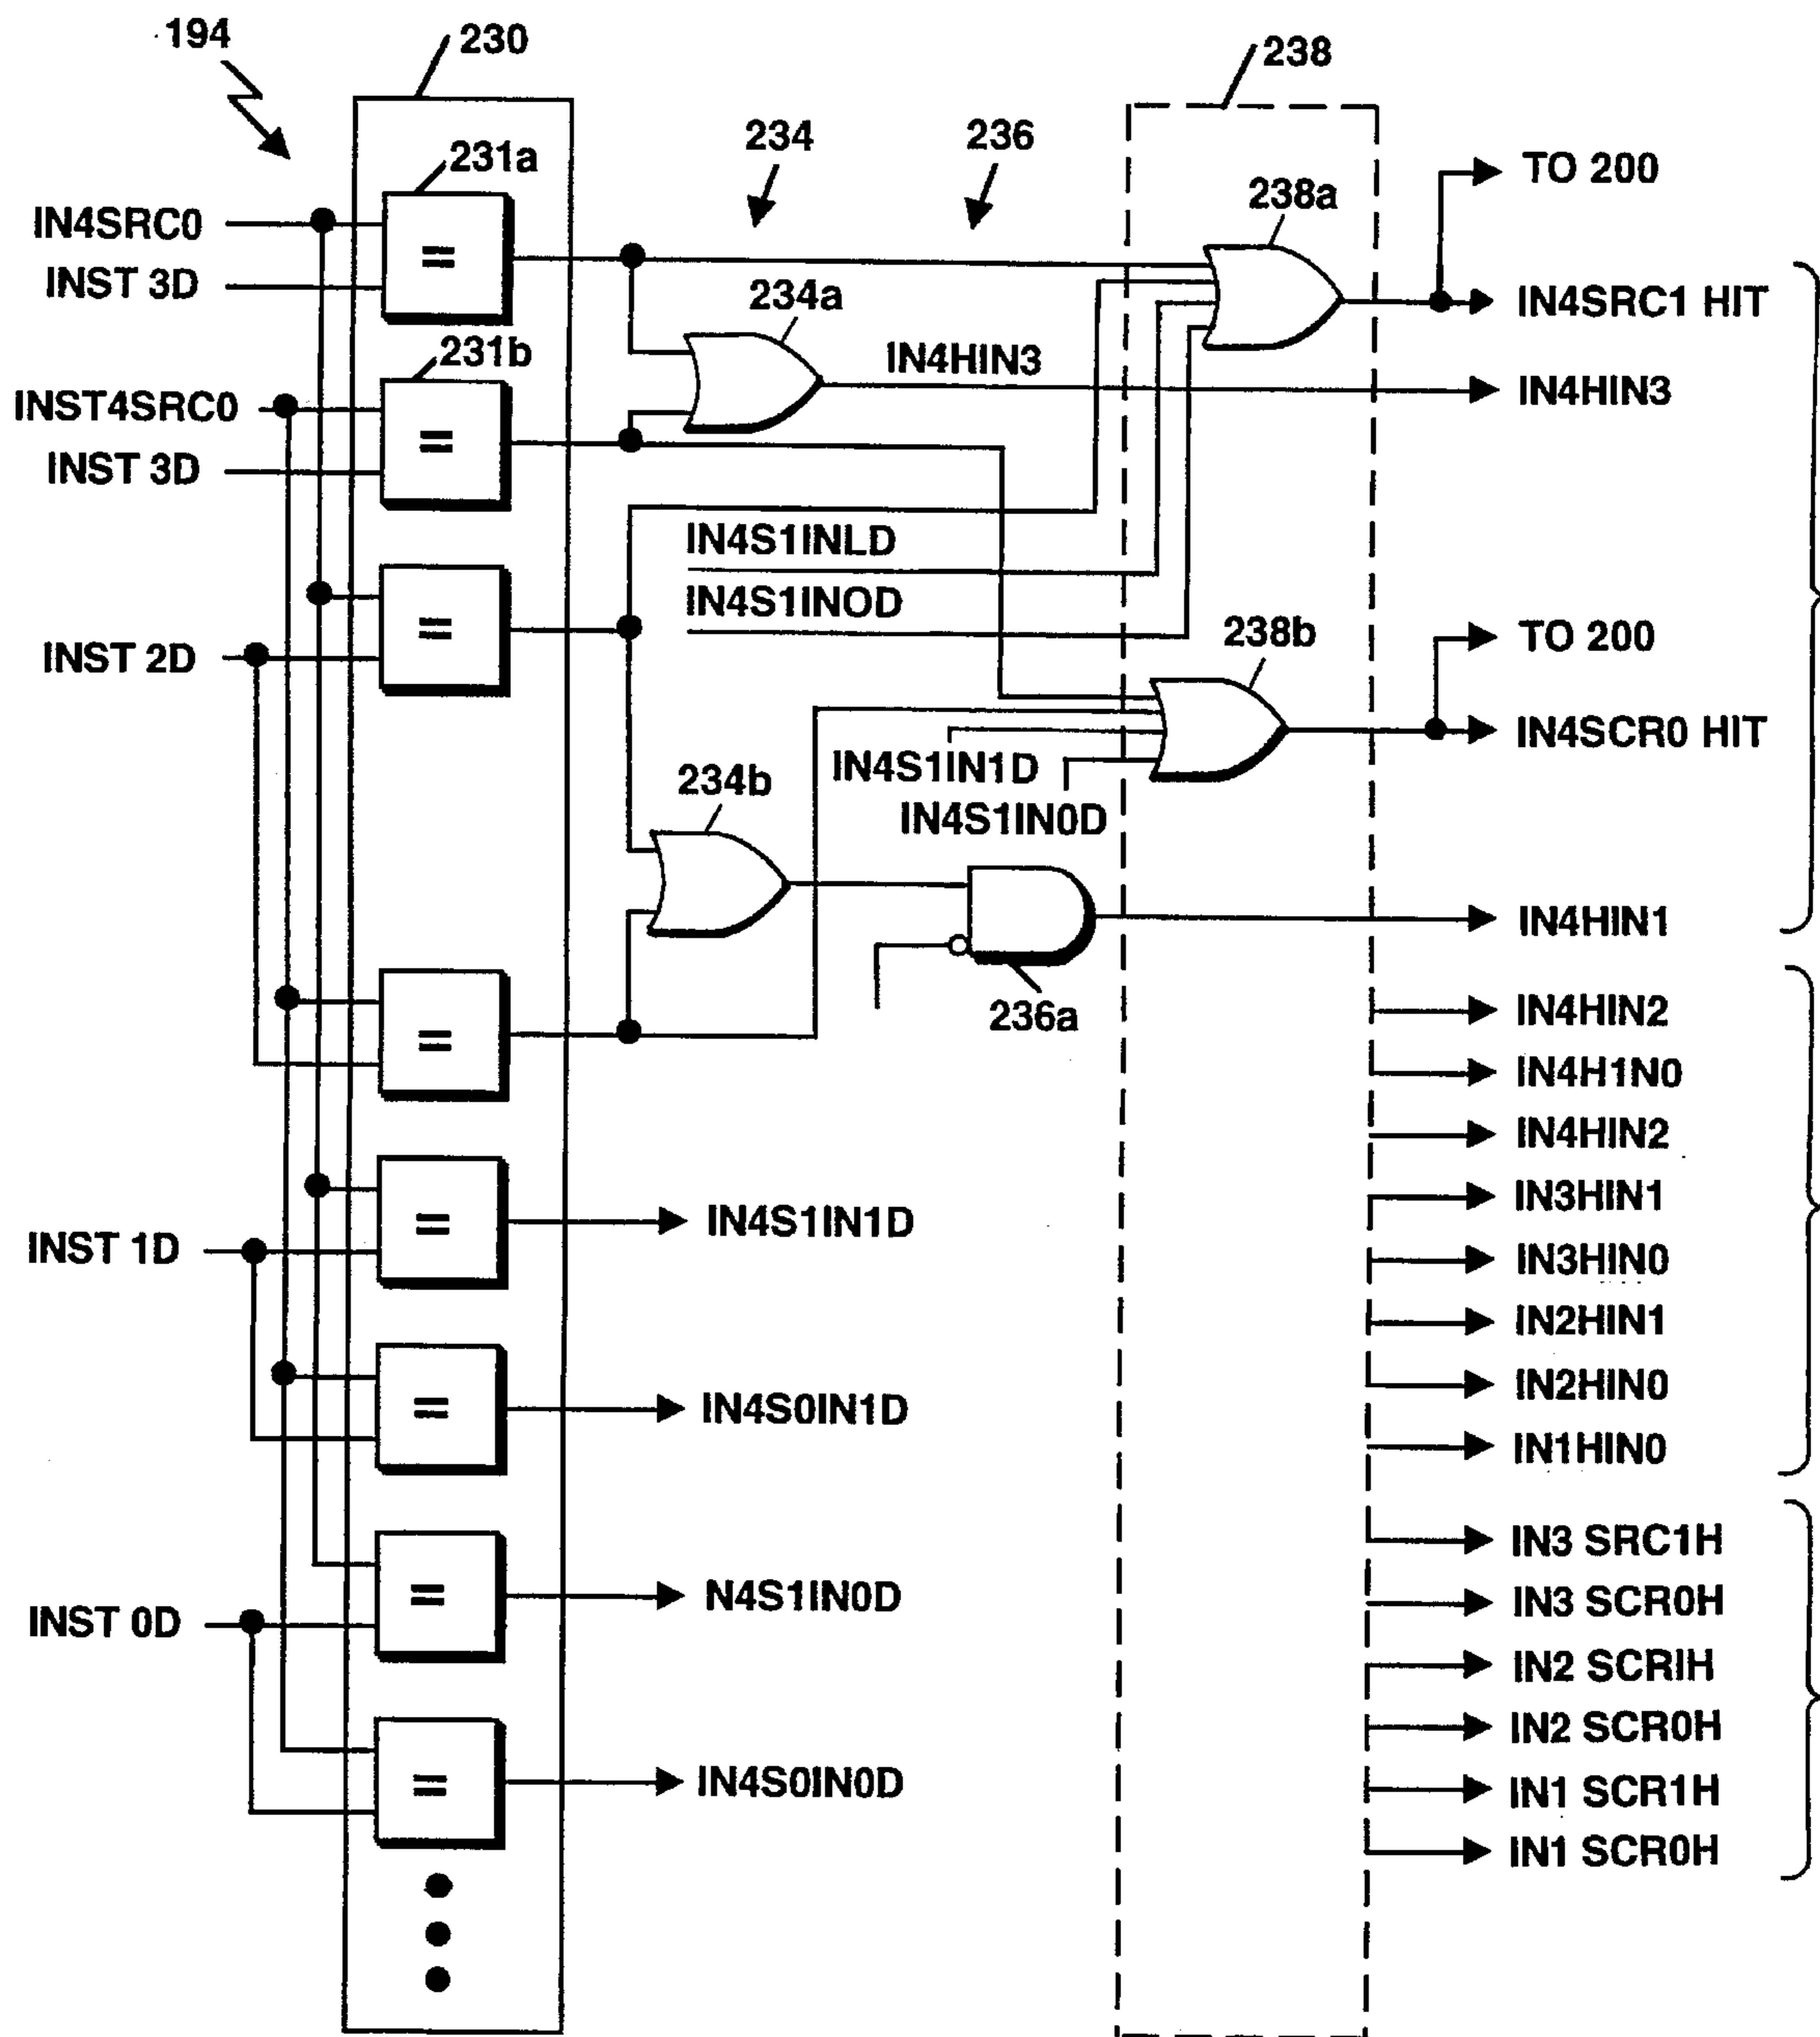 194
230
238
231a
234
236
238a
TO 200
IN4SRC0
=
INST 3D
234a
IN4SRC1 HIT
231b
IN4HIN3
IN4HIN3
INST4SRC0
=
INST 3D
IN4S1INLD
IN4S1INOD
=
INST 2D
238b
TO 200
IN4SCR0 HIT
IN4S1IN1D
234b
IN4S1IN0D
IN4HIN1
236a
=
IN4HIN2
IN4H1N0
IN4HIN2
IN3HIN1
=
IN4S1IN1D
INST 1D
IN3HIN0
IN2HIN1
IN2HIN0
=
IN4S0IN1D
IN1HIN0
IN3 SRC1H
=
N4S1IN0D
IN3 SCR0H
INST 0D
IN2 SCRIH
IN2 SCR0H
=
IN4S0IN0D
IN1 SCR1H
IN1 SCR0H